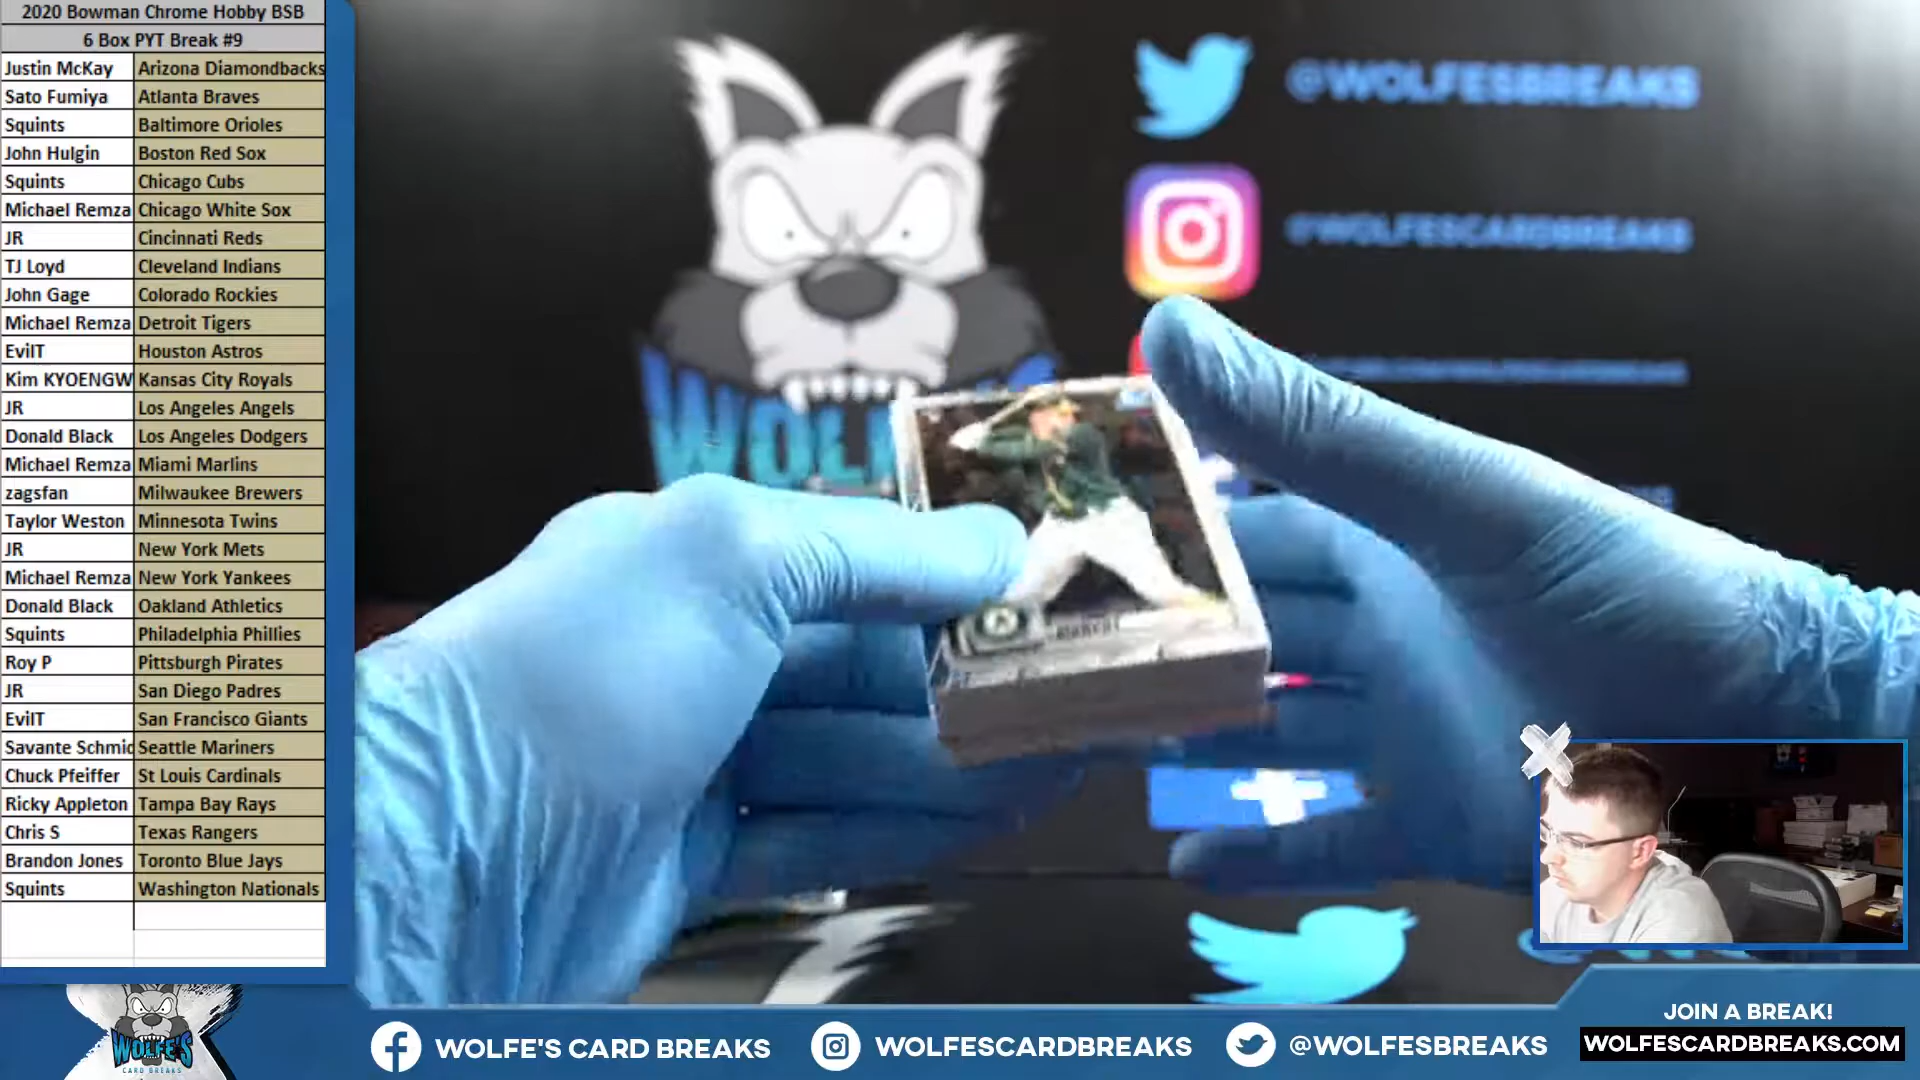 2020 Bowman Chrome Hobby BSB
6 Box PYT Break #9
Justin McKay Arizona Diamondbacks
Sato Fumiya Atlanta Braves
Squints Baltimore Orioles
John Hulgin Boston Red Sox
Squints Chicago Cubs
Michael Remza Chicago White Sox
JR Cincinnati Reds
TJ Loyd Cleveland Indians
John Gage Colorado Rockies
Michael Remza Detroit Tigers
EvilT Houston Astros
Kim KYOENGW Kansas City Royals
JR Los Angeles Angels
Donald Black Los Angeles Dodgers
Michael Remza Miami Marlins
zagsfan Milwaukee Brewers
Taylor Weston Minnesota Twins
JR New York Mets
Michael Remza New York Yankees
Donald Black Oakland Athletics
Squints Philadelphia Phillies
Roy P Pittsburgh Pirates
JR San Diego Padres
EvilT San Francisco Giants
Savante Schmid Seattle Mariners
Chuck Pfeiffer St Louis Cardinals
Ricky Appleton Tampa Bay Rays
Chris S Texas Rangers
Brandon Jones Toronto Blue Jays
Squints Washington Nationals
@WOLFESBREAKS
@WOLFESCARDBREAKS
WOLFE'S
CARD BREAKS
WOLFE'S CARD BREAKS
WOLFESCARDBREAKS
@WOLFESBREAKS
JOIN A BREAK!
WOLFESCARDBREAKS.COM